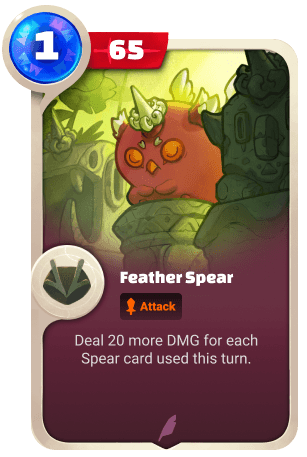 1
65
Feather Spear
Attack
Deal 20 more DMG for each
Spear card used this turn.